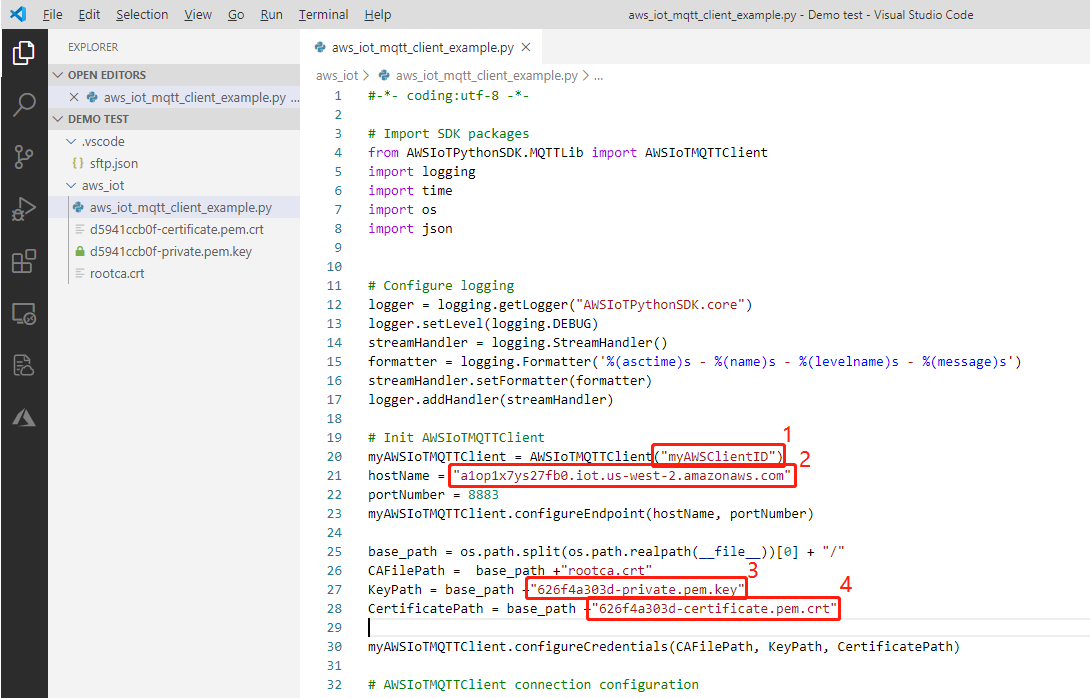 File Edit Selection View Go Run Terminal Help aws_iot_mqtt_client_example.py - Demo test - Visual Studio Code
EXPLORER
OPEN EDITORS
aws_iot_mqtt_client_example.py ...
DEMO TEST
.vscode
{} sftp.json
aws_iot
aws_iot_mqtt_client_example.py
d5941ccb0f-certificate.pem.crt
d5941ccb0f-private.pem.key
rootca.crt
aws_iot_mqtt_client_example.py ×
aws_iot > aws_iot_mqtt_client_example.py > ...
1 #-*- coding:utf-8 -*-
2
3 # Import SDK packages
4 from AWSIoTPythonSDK.MQTTLib import AWSIoTMQTTClient
5 import logging
6 import time
7 import os
8 import json
9
10
11 # Configure logging
12 logger = logging.getLogger("AWSIoTPythonSDK.core")
13 logger.setLevel(logging.DEBUG)
14 streamHandler = logging.StreamHandler()
15 formatter = logging.Formatter('%(asctime)s - %(name)s - %(levelname)s - %(message)s')
16 streamHandler.setFormatter(formatter)
17 logger.addHandler(streamHandler)
18
19 # Init AWSIoTMQTTClient
20 myAWSIoTMQTTClient = AWSIoTMQTTClient("myAWSClientID") 1
21 hostName = "a1op1x7ys27fb0.iot.us-west-2.amazonaws.com" 2
22 portNumber = 8883
23 myAWSIoTMQTTClient.configureEndpoint(hostName, portNumber)
24
25 base_path = os.path.split(os.path.realpath(__file__))[0] + "/"
26 CAFilePath =  base_path +"rootca.crt"
27 KeyPath = base_path +"626f4a303d-private.pem.key" 3
28 CertificatePath = base_path +"626f4a303d-certificate.pem.crt" 4
29
30 myAWSIoTMQTTClient.configureCredentials(CAFilePath, KeyPath, CertificatePath)
31
32 # AWSIoTMQTTClient connection configuration